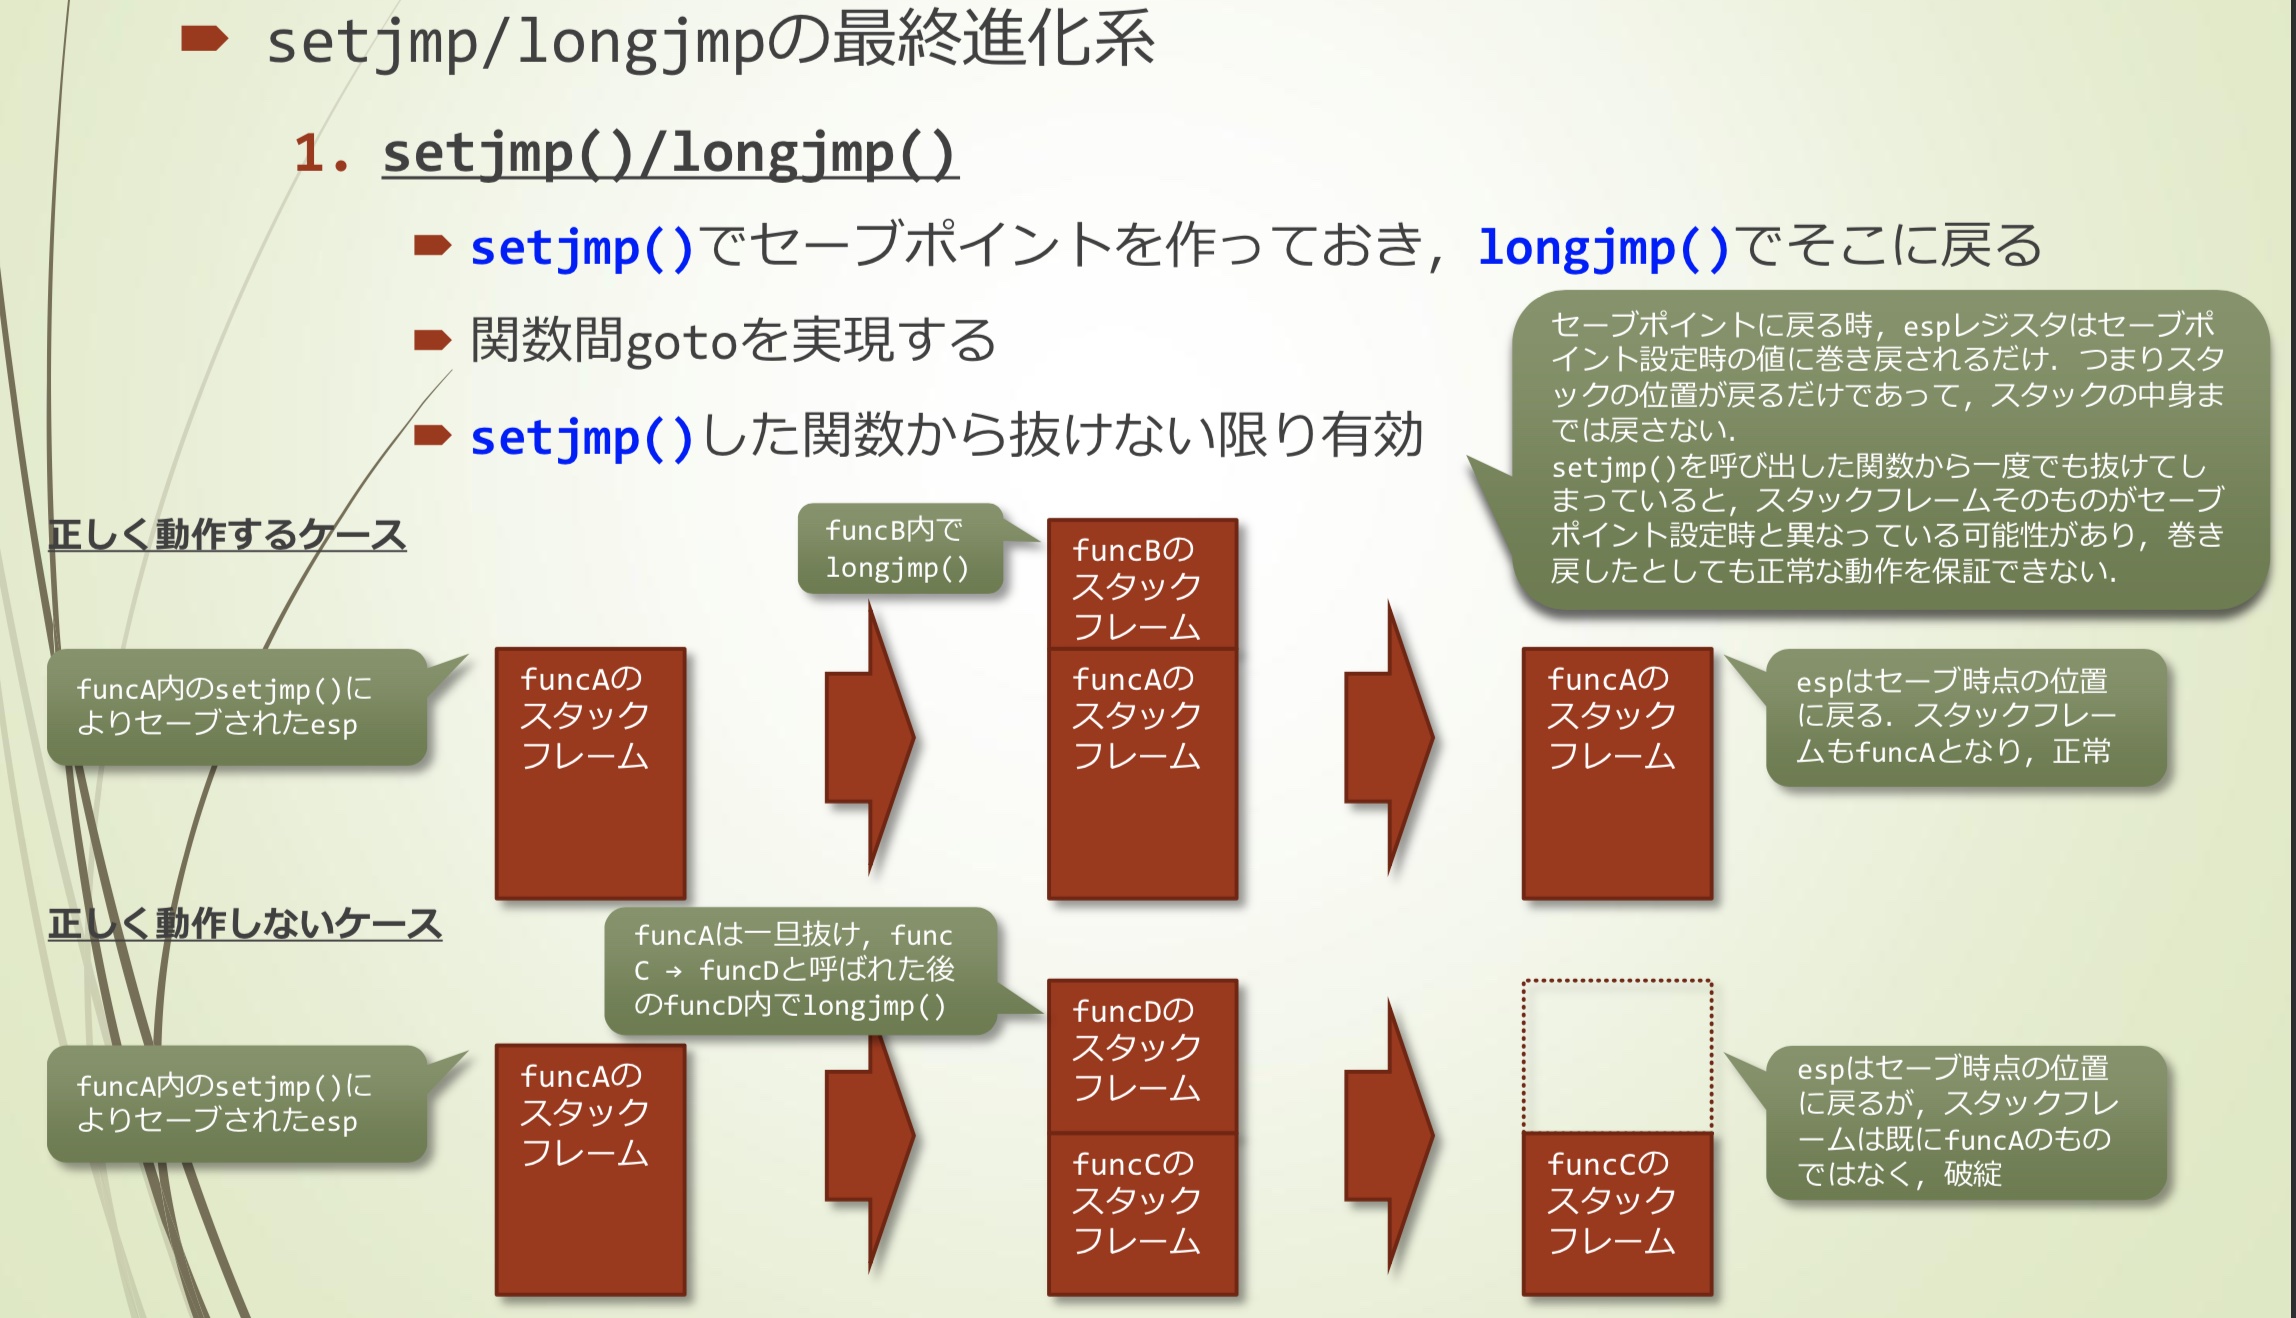 setjmp/longjmpの最終進化系
1. setjmp()/longjmp()
setjmp()でセーブポイントを作っておき，longjmp()でそこに戻る
関数間gotoを実現する
setjmp()した関数から抜けない限り有効
セーブポイントに戻る時，espレジスタはセーブポ
イント設定時の値に巻き戻されるだけ．つまりスタ
ックの位置が戻るだけであって，スタックの中身ま
では戻さない．
setjmp()を呼び出した関数から一度でも抜けてし
まっていると，スタックフレームそのものがセーブ
ポイント設定時と異なっている可能性があり，巻き
戻したとしても正常な動作を保証できない．
正しく動作するケース
funcA内のsetjmp()に
よりセーブされたesp
funcAの
スタック
フレーム
funcB内で
longjmp()
funcBの
スタック
フレーム
funcAの
スタック
フレーム
funcAの
スタック
フレーム
espはセーブ時点の位置
に戻る．スタックフレー
ムもfuncAとなり，正常
正しく動作しないケース
funcA内のsetjmp()に
よりセーブされたesp
funcAの
スタック
フレーム
funcAは一旦抜け，func
C → funcDと呼ばれた後
のfuncD内でlongjmp()
funcDの
スタック
フレーム
funcCの
スタック
フレーム
funcCの
スタック
フレーム
espはセーブ時点の位置
に戻るが，スタックフレ
ームは既にfuncAのもの
ではなく，破綻